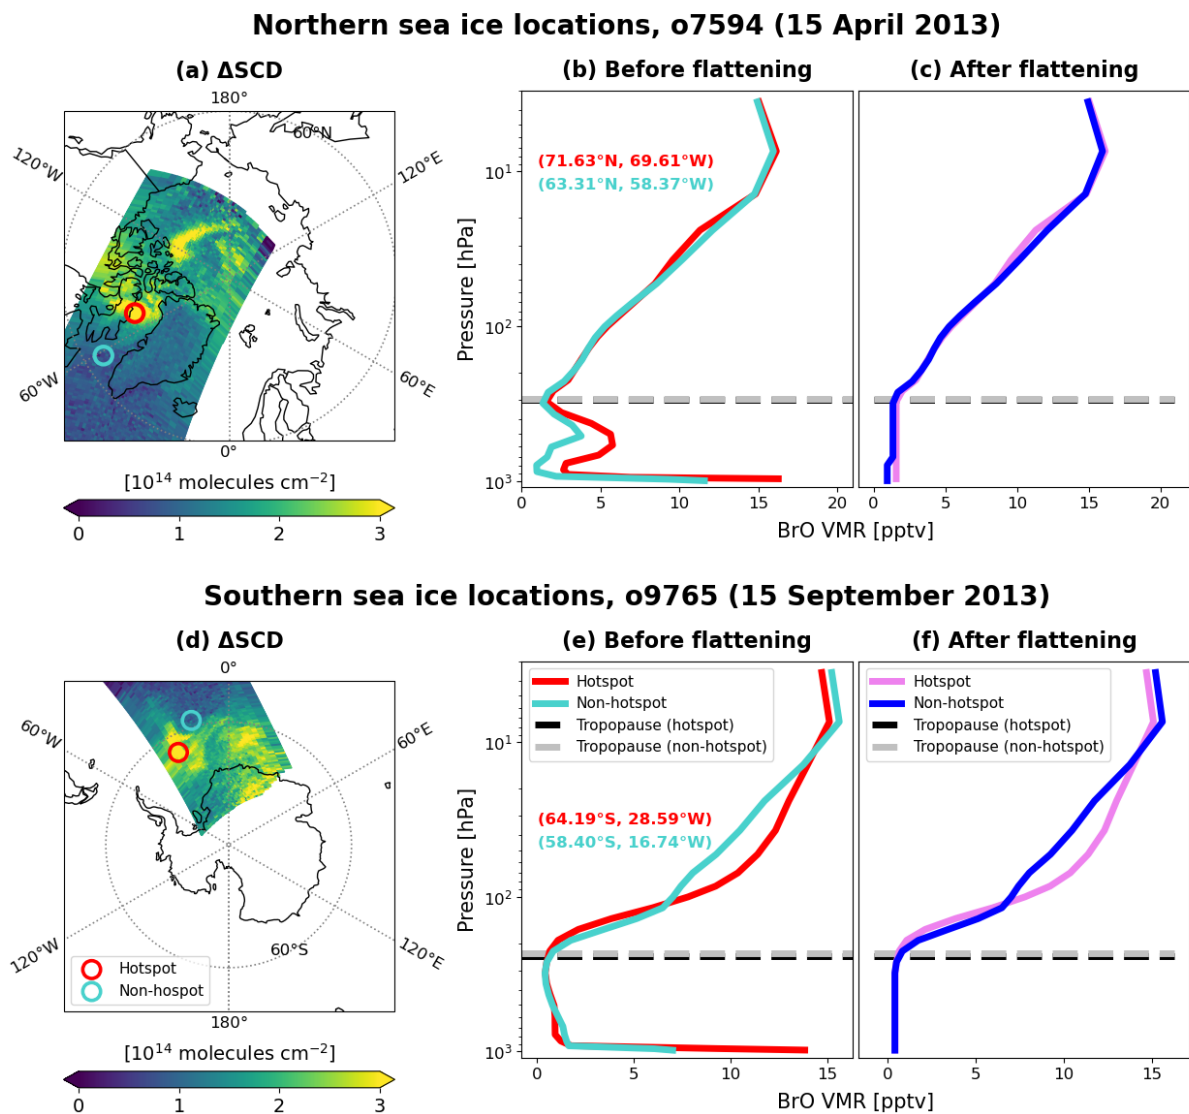 Northern sea ice locations, o7594 (15 April 2013)
(a) ΔSCD
(b) Before flattening
(c) After flattening
180°
60°N
120°W
120°E
60°W
60°E
0°
[10¹⁴ molecules cm⁻²]
0 1 2 3
Pressure [hPa]
10¹
10²
10³
(71.63°N, 69.61°W)
(63.31°N, 58.37°W)
0 5 10 15 20
0 5 10 15 20
BrO VMR [pptv]
Southern sea ice locations, o9765 (15 September 2013)
(d) ΔSCD
(e) Before flattening
(f) After flattening
0°
60°W
60°E
120°W
60°S
120°E
180°
Hotspot
Non-hospot
[10¹⁴ molecules cm⁻²]
0 1 2 3
Pressure [hPa]
10¹
10²
10³
Hotspot
Non-hotspot
Tropopause (hotspot)
Tropopause (non-hotspot)
(64.19°S, 28.59°W)
(58.40°S, 16.74°W)
0 5 10 15
Hotspot
Non-hotspot
Tropopause (hotspot)
Tropopause (non-hotspot)
0 5 10 15
BrO VMR [pptv]